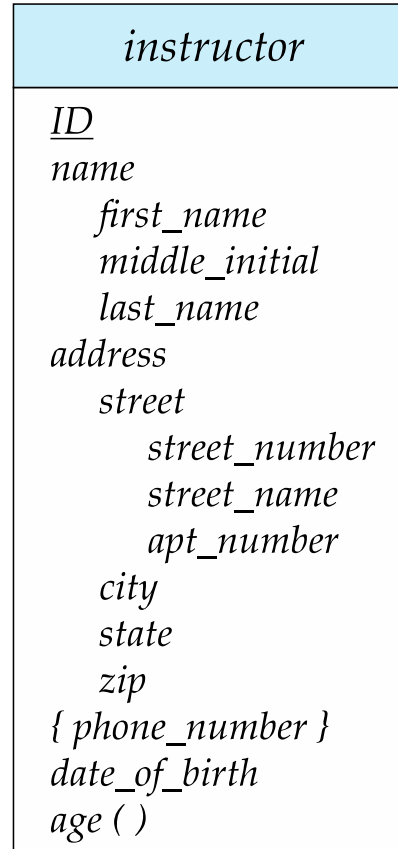 instructor
ID
name
first_name
middle_initial
last_name
address
street
street_number
street_name
apt_number
city
state
zip
{ phone_number }
date_of_birth
age ( )